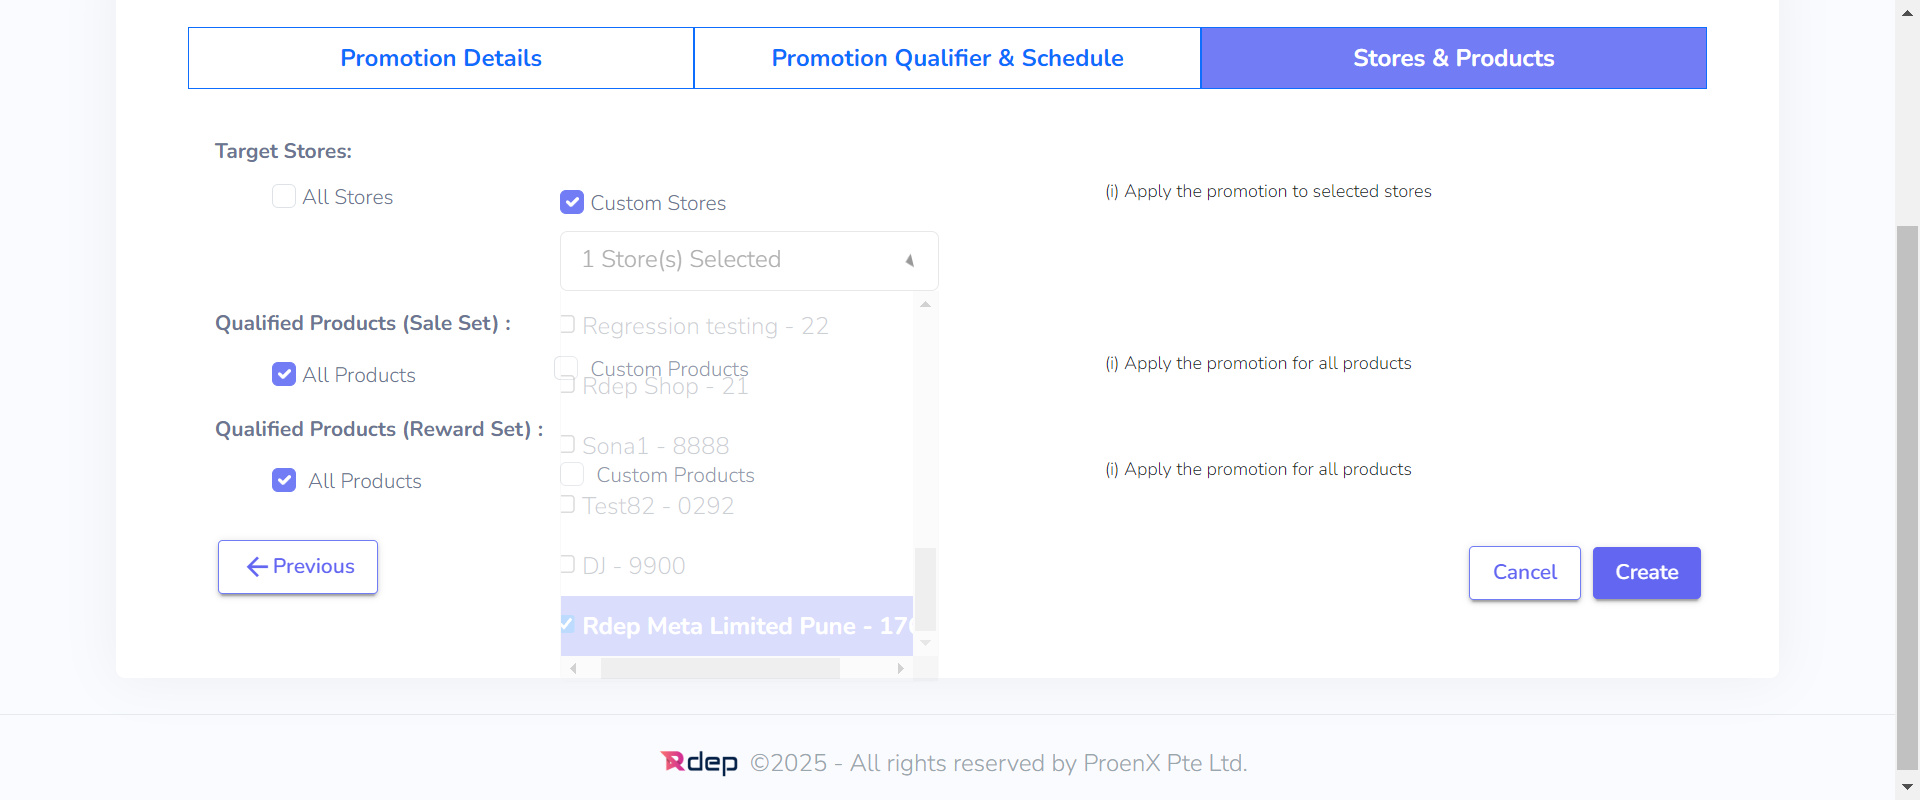 Promotion Details
Promotion Qualifier & Schedule
Stores & Products
Target Stores:
All Stores
Custom Stores
(i) Apply the promotion to selected stores
1 Store(s) Selected
Qualified Products (Sale Set) :
Regression testing - 22
All Products
Custom Products
(i) Apply the promotion for all products
Rdep Shop - 21
Qualified Products (Reward Set) :
Sona1 - 8888
All Products
Custom Products
(i) Apply the promotion for all products
Test82 - 0292
DJ - 9900
Rdep Meta Limited Pune - 176
Previous
Cancel
Create
Rdep ©2025 - All rights reserved by ProenX Pte Ltd.